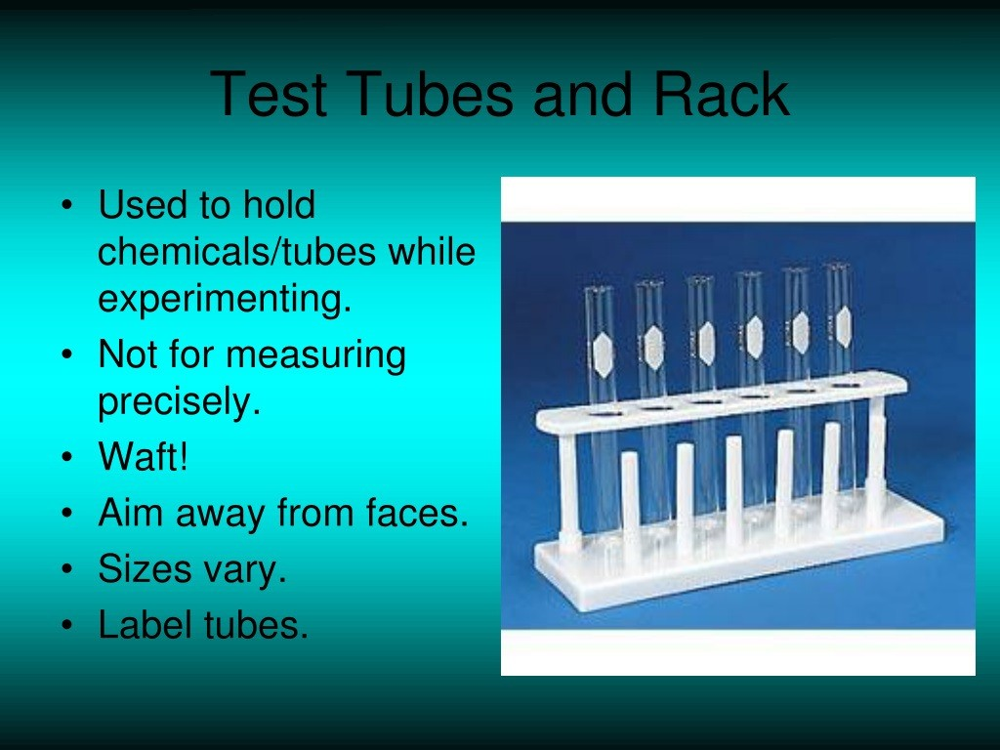 Test Tubes and Rack
• Used to hold
chemicals/tubes while
experimenting.
• Not for measuring
precisely.
• Waft!
• Aim away from faces.
• Sizes vary.
• Label tubes.